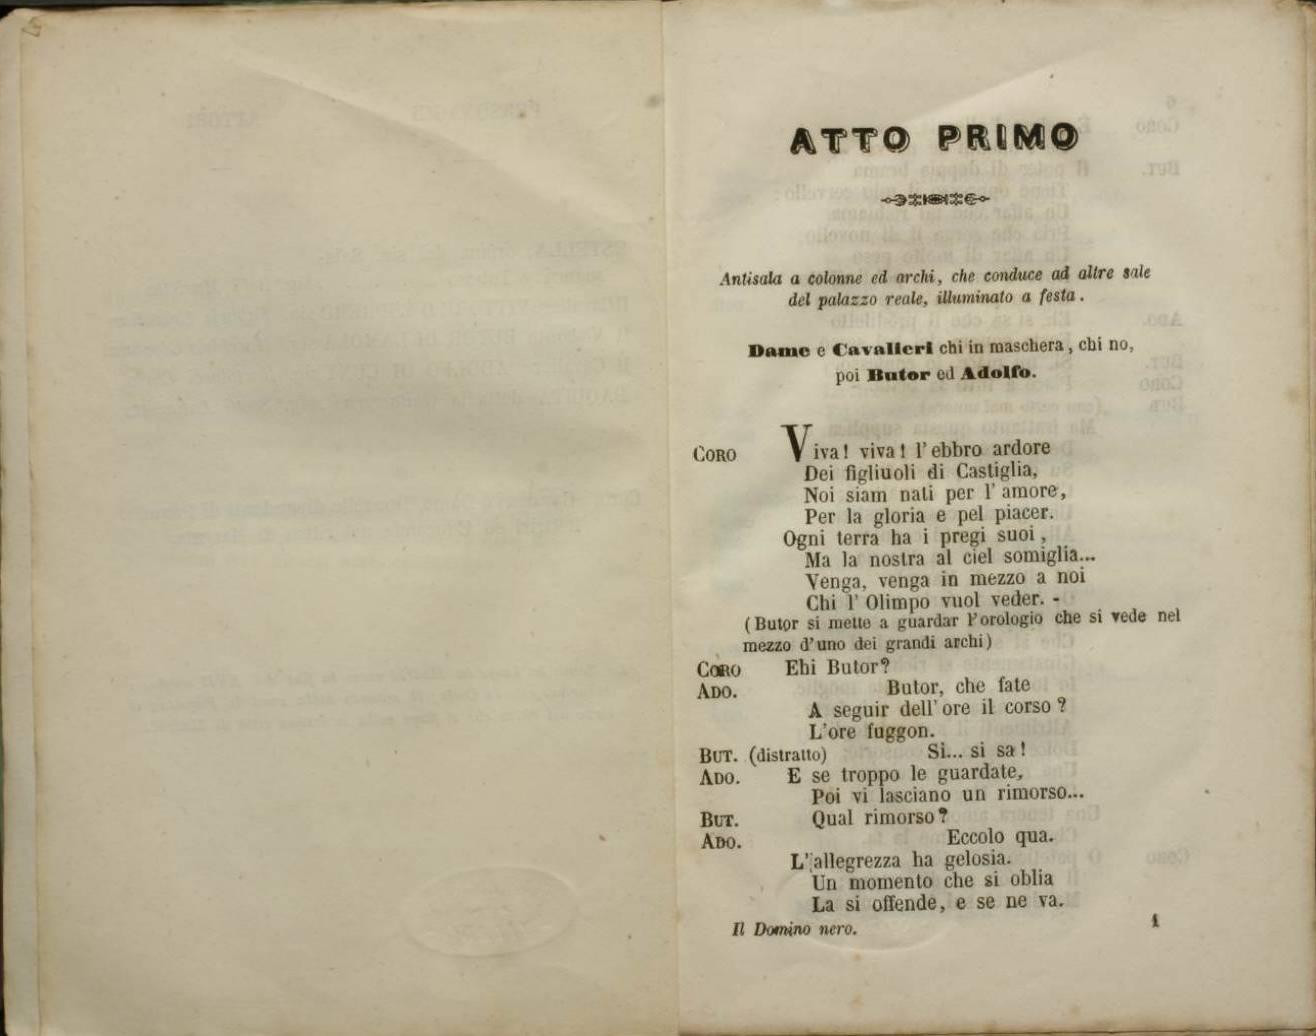 ATTO PRIMO
Antisala a colonne ed archi, che conduce ad altre sale
del palazzo reale, illuminato a festa.
Dame e Cavalieri chi in maschera, chi no,
poi Butor ed Adolfo.
CORO Viva! viva! l'ebbro ardore
Dei figliuoli di Castiglia,
Noi siam nati per l'amore,
Per la gloria e pel piacer.
Ogni terra ha i pregi suoi,
Ma la nostra al ciel somiglia...
Venga, venga in mezzo a noi
Chi l'Olimpo vuol veder. -
(Butor si mette a guardar l'orologio che si vede nel
mezzo d'uno dei grandi archi)
CORO Ehi Butor?
ADO. Butor, che fate
A seguir dell'ore il corso?
L'ore fuggon.
BUT. (distratto) Si... si sa!
ADO. E se troppo le guardate,
Poi vi lasciano un rimorso...
BUT. Qual rimorso?
ADO. Eccolo qua.
L'allegrezza ha gelosia.
Un momento che si oblia
La si offende, e se ne va.
Il Domino nero. 1